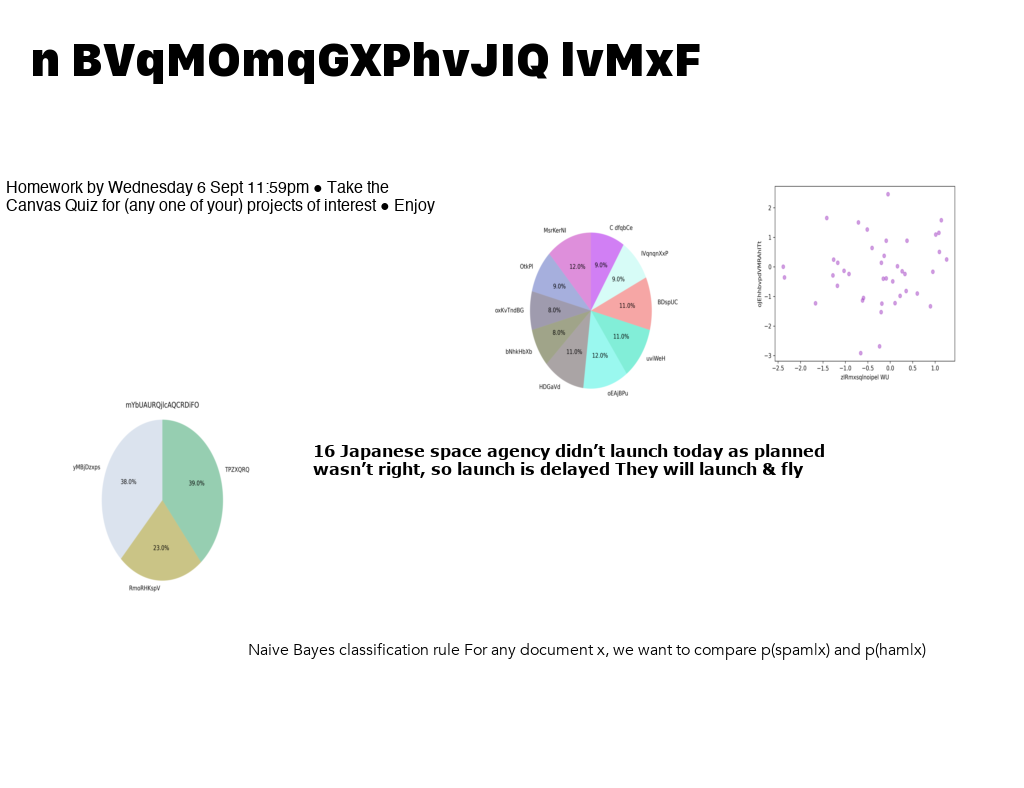 n BVqMOmqGXPhvJIQ lvMxF
Homework by Wednesday 6 Sept 11:59pm ● Take the
Canvas Quiz for (any one of your) projects of interest ● Enjoy
MsrKerNl
C dfqbCe
OtkPl
12.0%
9.0%
9.0%
9.0%
BDspUC
oxKvTndBG
8.0%
11.0%
bNhkHbXb
8.0%
11.0%
11.0%
12.0%
uviWeH
HDGaVd
oEAJBPu
2
1
0
−1
−2
−3
−2.5 −2.0 −1.5 −1.0 −0.5 0.0 0.5 1.0
zlRmxsqlnoipel WU
mYbUAURQjicAQCRDiFO
yMBjDzxps
TPZXQRQ
38.0%
39.0%
23.0%
RmoRHKspV
16 Japanese space agency didn’t launch today as planned
wasn’t right, so launch is delayed They will launch & fly
Naive Bayes classification rule For any document x, we want to compare p(spam|x) and p(ham|x)